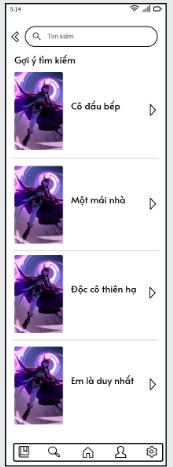 5:14
Tìm kiếm
Gợi ý tìm kiếm
Cô đầu bếp
Một mái nhà
Độc cô thiên hạ
Em là duy nhất